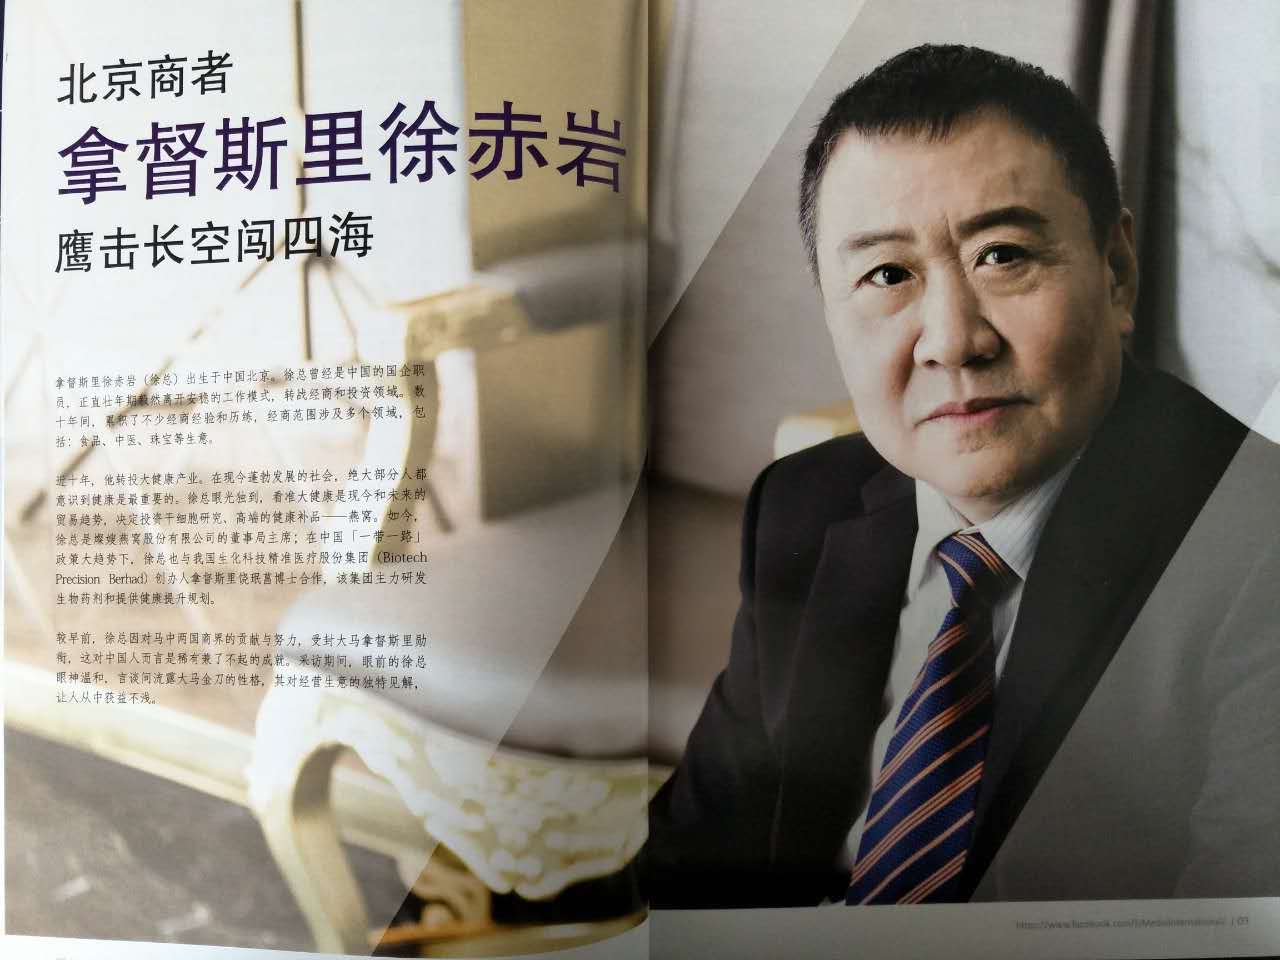 北京商者
拿督斯里徐赤岩
鹰击长空闯四海
拿督斯里徐赤岩（徐总）出生于中国北京。徐总曾经是中国的国企职
员，正直壮年期毅然离开安稳的工作模式，转战经商和投资领域。数
十年间，累积了不少经商经验和历练，经商范围涉及多个领域，包
括：食品、中医、珠宝等生意。
进十年，他转投大健康产业。在现今蓬勃发展的社会，绝大部分人都
意识到健康是最重要的。徐总眼光独到，看准大健康是现今和未来的
贸易趋势，决定投资干细胞研究、高端的健康补品——燕窝。如今，
徐总是燦嫂燕窝股份有限公司的董事局主席；在中国「一带一路」
政策大趋势下，徐总也与我国生化科技精准医疗股份集团（Biotech
Precision Berhad）创办人拿督斯里饶珉菖博士合作，该集团主力研发
生物药剂和提供健康提升规划。
较早前，徐总因对马中两国商界的贡献与努力，受封大马拿督斯里勋
衔，这对中国人而言是稀有兼了不起的成就。采访期间，眼前的徐总
眼神温和，言谈间流露大马金刀的性格，其对经营生意的独特见解，
让人从中获益不浅。
| 09